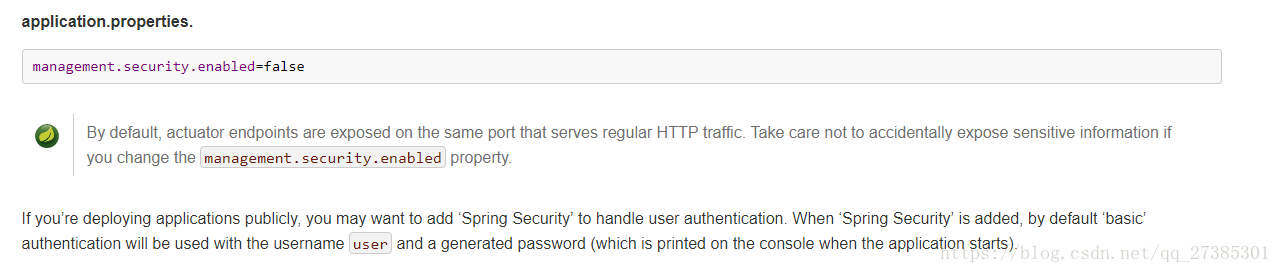 application.properties.
management.security.enabled=false
By default, actuator endpoints are exposed on the same port that serves regular HTTP traffic. Take care not to accidentally expose sensitive information if
you change the management.security.enabled property.
If you’re deploying applications publicly, you may want to add ‘Spring Security’ to handle user authentication. When ‘Spring Security’ is added, by default ‘basic’
authentication will be used with the username user and a generated password (which is printed on the console when the application starts).
https://blog.csdn.net/qq_27385301